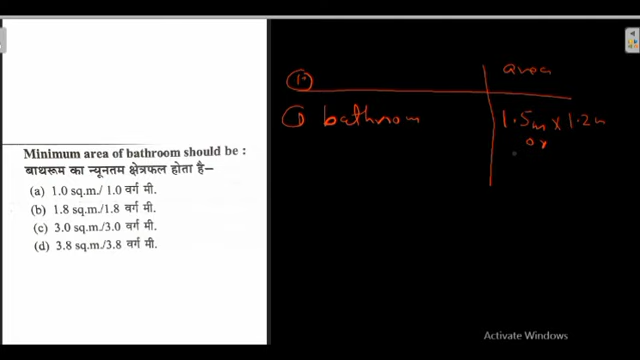 Minimum area of bathroom should be :
बाथरूम का न्यूनतम क्षेत्रफल होता है–
(a) 1.0 sq.m./ 1.0 वर्ग मी.
(b) 1.8 sq.m./1.8 वर्ग मी.
(c) 3.0 sq.m./3.0 वर्ग मी.
(d) 3.8 sq.m./3.8 वर्ग मी.
area
① bathroom 1.5m x 1.2m
or
Activate Windows